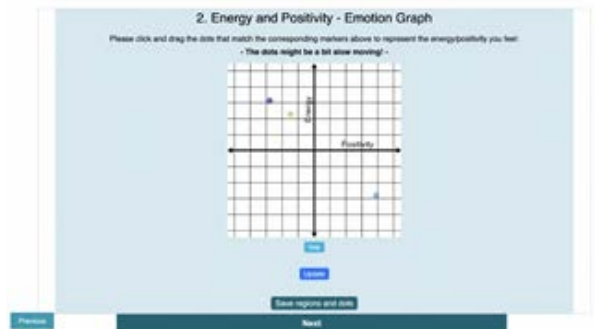 2. Energy and Positivity - Emotion Graph
Please click and drag the dots that match the corresponding markers above to represent the energy/positivity you feel:
- The dots might be a bit slow moving! -
Energy
Positivity
Update
Save regions and dots
Previous
Next